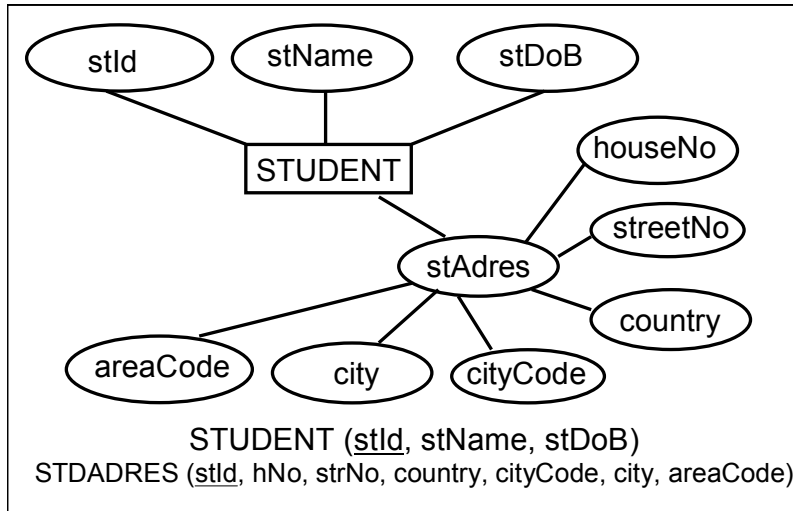 stId
stName
stDoB
STUDENT
houseNo
streetNo
stAdres
country
areaCode
city
cityCode
STUDENT (stId, stName, stDoB)
STDADRES (stId, hNo, strNo, country, cityCode, city, areaCode)